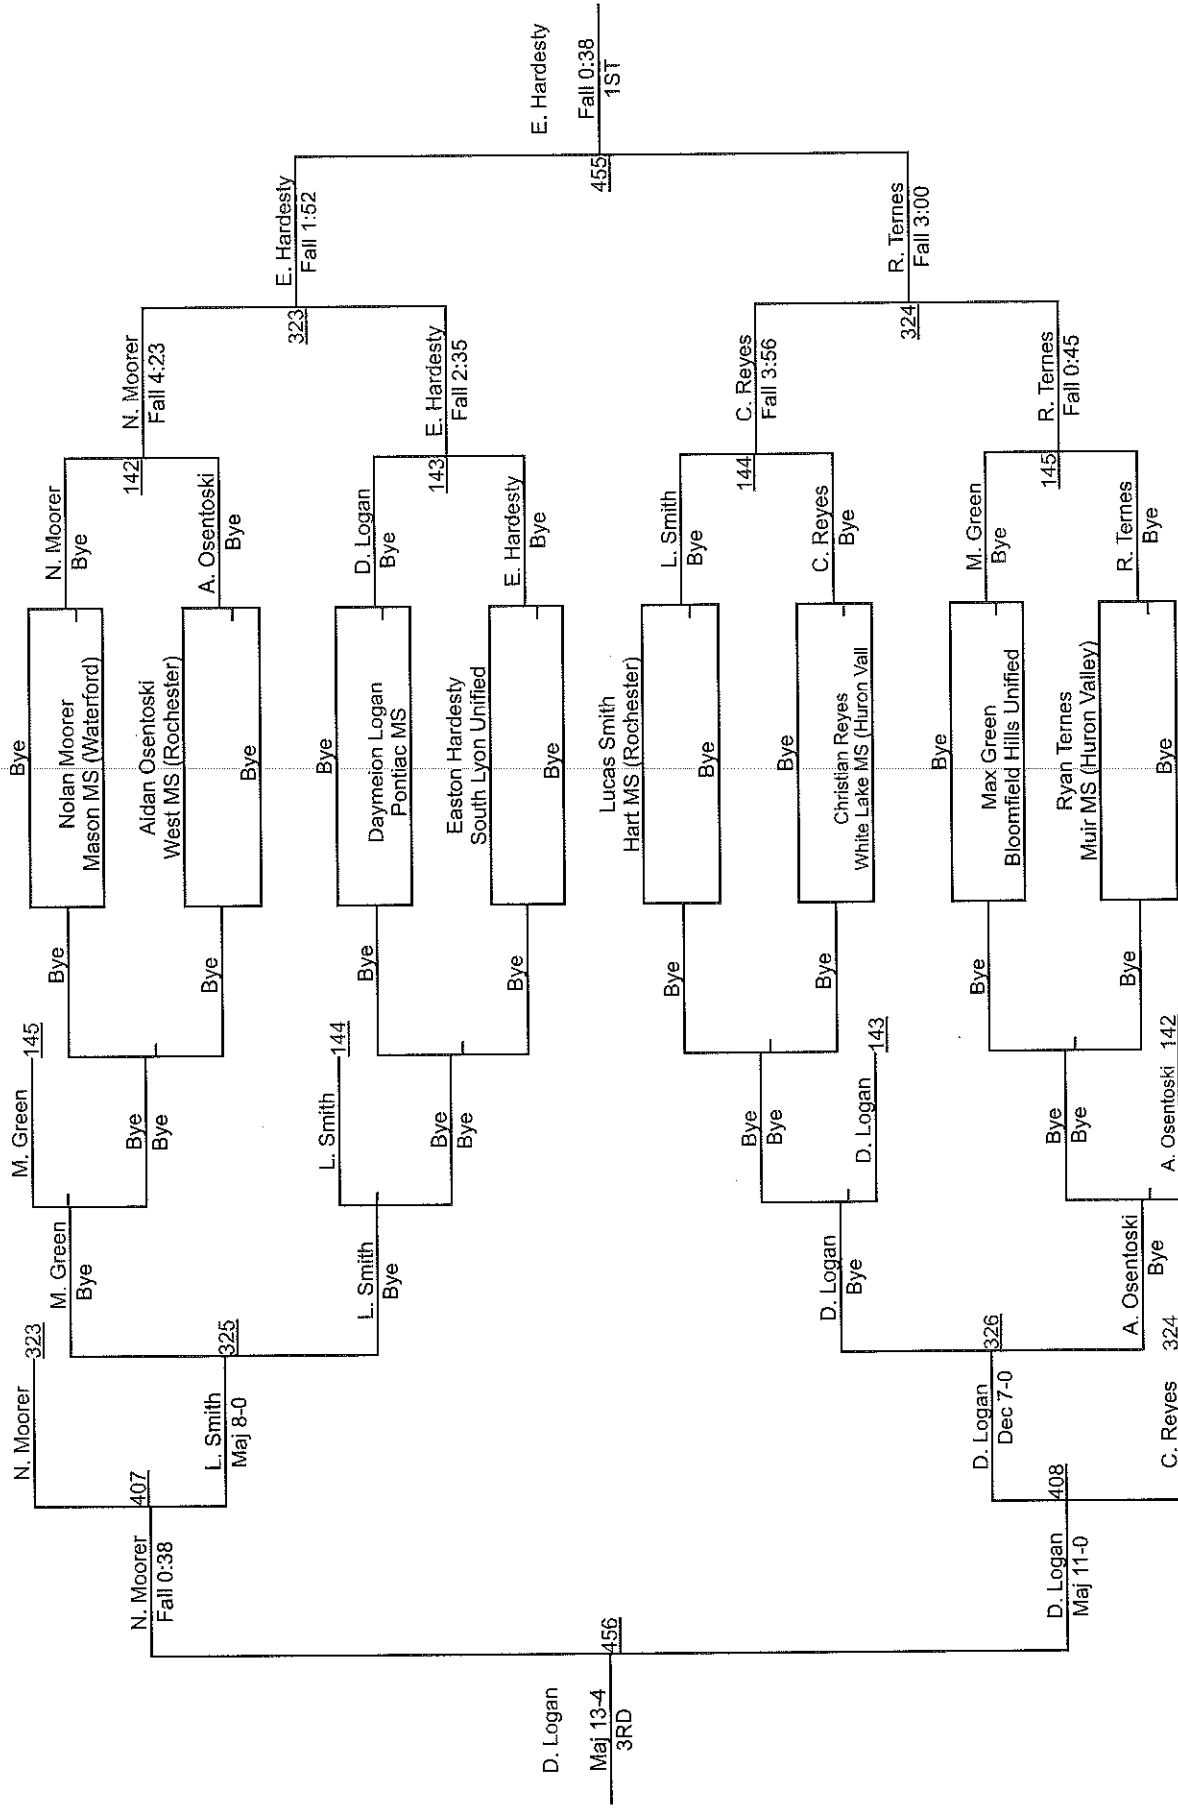 Bye
Nolan Moorer
Mason MS (Waterford)
Aidan Osentoski
West MS (Rochester)
Bye
Bye
Daymeion Logan
Pontiac MS
Easton Hardesty
South Lyon Unified
Bye
Lucas Smith
Hart MS (Rochester)
Bye
Bye
Christian Reyes
White Lake MS (Huron Vall
Bye
Max Green
Bloomfield Hills Unified
Ryan Ternes
Muir MS (Huron Valley)
Bye
N. Moorer
Bye
A. Osentoski
Bye
D. Logan
Bye
E. Hardesty
Bye
L. Smith
Bye
C. Reyes
Bye
M. Green
Bye
R. Ternes
Bye
142
N. Moorer
Fall 4:23
143
E. Hardesty
Fall 2:35
144
C. Reyes
Fall 3:56
145
R. Ternes
Fall 0:45
323
E. Hardesty
Fall 1:52
324
R. Ternes
Fall 3:00
455
E. Hardesty
Fall 0:38
1ST
Bye
Bye
Bye
Bye
Bye
Bye
Bye
Bye
M. Green 145
Bye
Bye
L. Smith 144
Bye
Bye
Bye
Bye
D. Logan 143
Bye
Bye
A. Osentoski 142
M. Green
Bye
L. Smith
Bye
D. Logan
Bye
A. Osentoski
Bye
N. Moorer 323
325
L. Smith
Maj 8-0
326
D. Logan
Dec 7-0
C. Reyes 324
407
N. Moorer
Fall 0:38
408
D. Logan
Maj 11-0
456
D. Logan
Maj 13-4
3RD